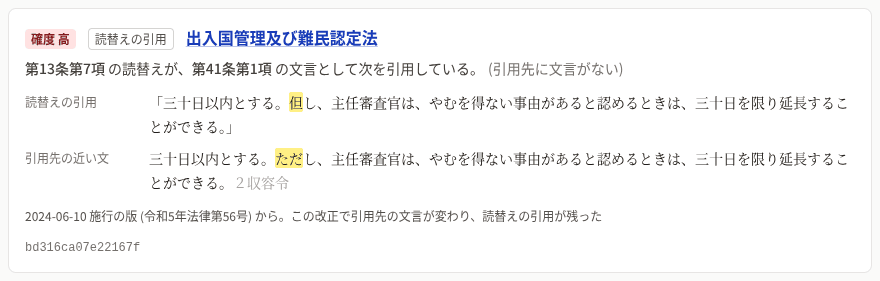 確度 高 読替えの引用 出入国管理及び難民認定法
第13条第7項 の読替えが、第41条第1項 の文言として次を引用している。 (引用先に文言がない)
読替えの引用 「三十日以内とする。但し、主任審査官は、やむを得ない事由があると認めるときは、三十日を限り延長するこ
とができる。」
引用先の近い文 三十日以内とする。ただし、主任審査官は、やむを得ない事由があると認めるときは、三十日を限り延長するこ
とができる。 2 収容令
2024-06-10 施行の版 (令和5年法律第56号) から。この改正で引用先の文言が変わり、読替えの引用が残った
bd316ca07e22167f